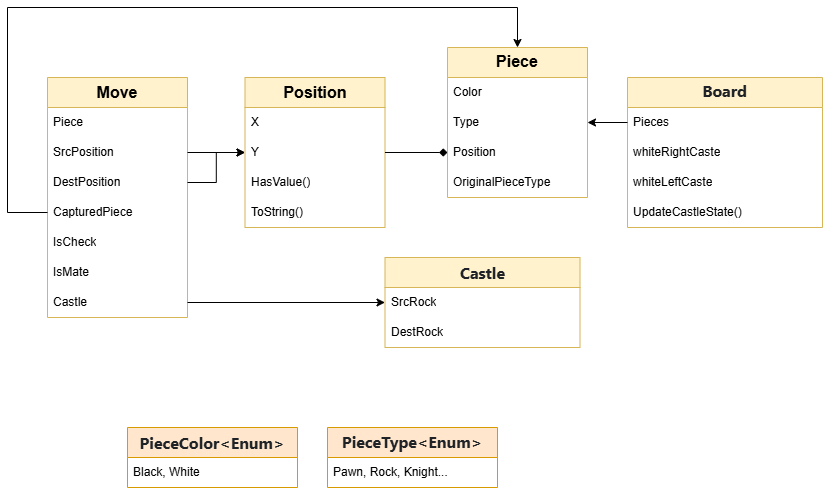 Move
Piece
SrcPosition
DestPosition
CapturedPiece
IsCheck
IsMate
Castle
Position
X
Y
HasValue()
ToString()
Piece
Color
Type
Position
OriginalPieceType
Board
Pieces
whiteRightCaste
whiteLeftCaste
UpdateCastleState()
Castle
SrcRock
DestRock
PieceColor<Enum>
Black, White
PieceType<Enum>
Pawn, Rock, Knight...